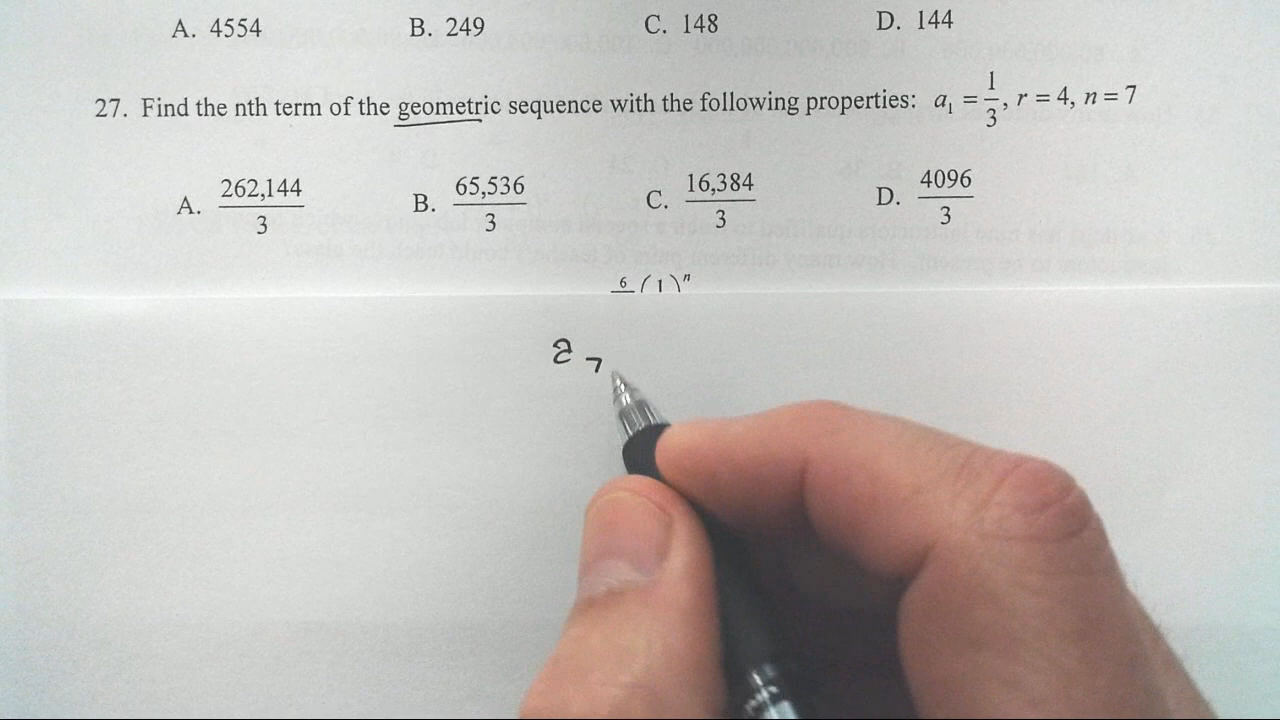 A. 4554 B. 249 C. 148 D. 144
27. Find the nth term of the geometric sequence with the following properties: a₁ = 1/3, r = 4, n = 7
A. 262,144/3 B. 65,536/3 C. 16,384/3 D. 4096/3
a₇